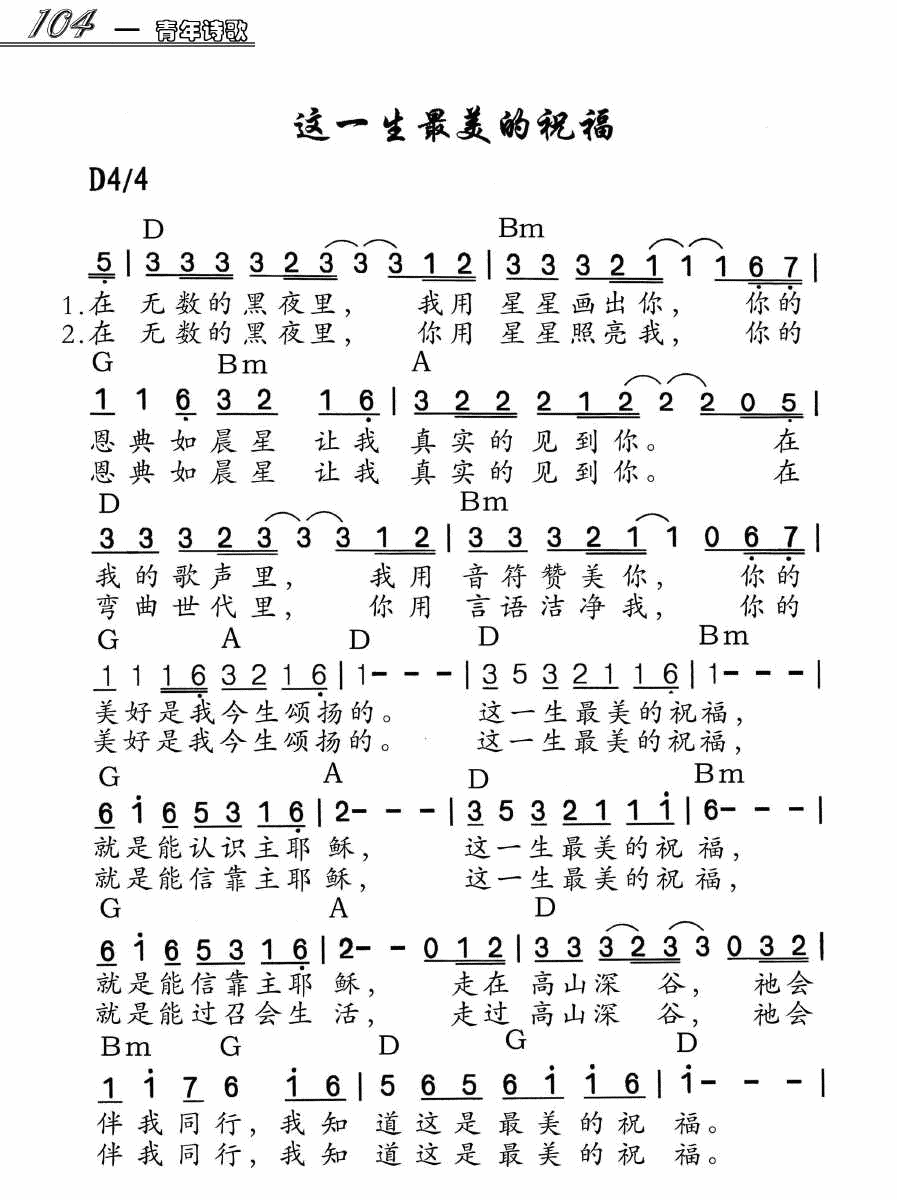 104 — 青年诗歌
这一生最美的祝福
D4/4
D Bm
5 | 3 3 3 3 2 3 3 3 1 2 | 3 3 3 2 1 1 1 6 7 |
1.在 无数的黑夜里， 我用 星星画出你， 你的
2.在 无数的黑夜里， 你用 星星照亮我， 你的
G Bm A
1 1 6 3 2 1 6 | 3 2 2 2 1 2 2 2 0 5 |
恩典如晨星 让我 真实的见到你。 在
恩典如晨星 让我 真实的见到你。 在
D Bm
3 3 3 2 3 3 3 1 2 | 3 3 3 2 1 1 0 6 7 |
我的歌声里， 我用 音符赞美你， 你的
弯曲世代里， 你用 言语洁净我， 你的
G A D D Bm
1 1 1 6 3 2 1 6 | 1 - - - | 3 5 3 2 1 1 6 | 1 - - - |
美好是我今生颂扬的。 这一生最美的祝福，
美好是我今生颂扬的。 这一生最美的祝福，
G A D Bm
6 1 6 5 3 1 6 | 2 - - - | 3 5 3 2 1 1 1 | 6 - - - |
就是能认识主耶 稣， 这一生最美的祝 福，
就是能信靠主耶 稣， 这一生最美的祝 福，
G A D
6 1 6 5 3 1 6 | 2 - - 0 1 2 | 3 3 3 2 3 3 0 3 2 |
就是能信靠主耶 稣， 走在 高山深 谷， 祂会
就是能过召会生 活， 走过 高山深 谷， 祂会
Bm G D G D
1 1 7 6 1 6 | 5 6 5 6 1 1 6 | 1 - - - |
伴我同行，我知 道这是最美的祝 福。
伴我同行，我知 道这是最美的祝 福。